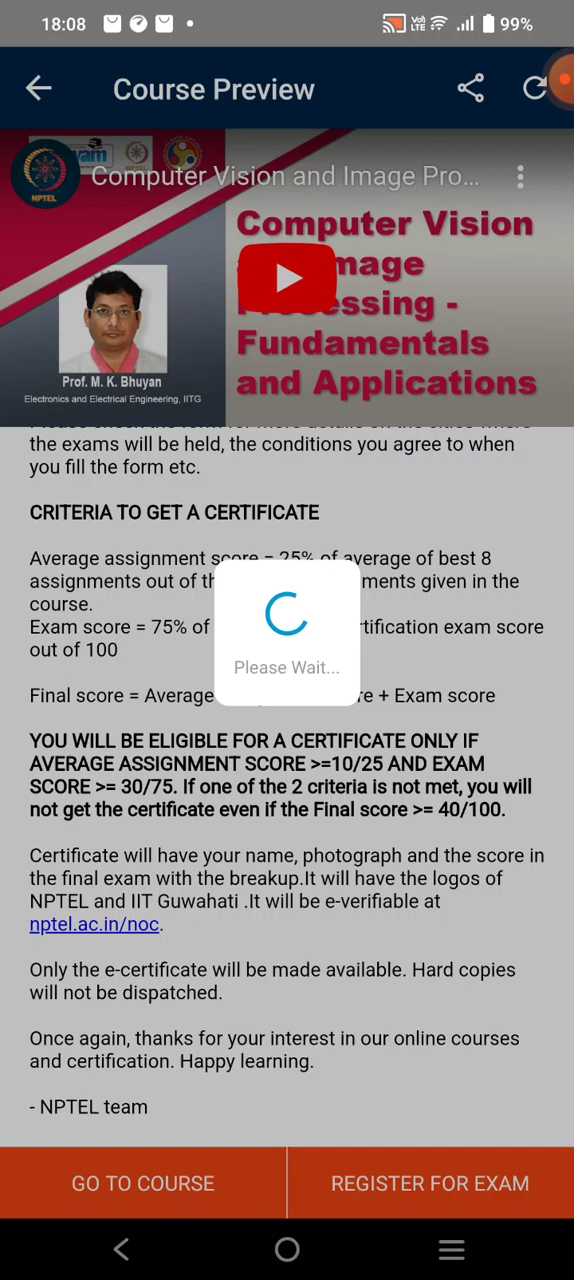 18:08
Vo)
LTE
99%
Course Preview
NPTEL
Computer Vision and Image Pro...
Computer Vision
Processing -
Fundamentals
and Applications
Prof. M. K. Bhuyan
Electronics and Electrical Engineering, IITG
the exams will be held, the conditions you agree to when
you fill the form etc.
CRITERIA TO GET A CERTIFICATE
Average assignment score = 25% of average of best 8
assignments out of given in the
course.
Exam score = 75% of exam score
out of 100
Please Wait...
Final score = Average + Exam score
YOU WILL BE ELIGIBLE FOR A CERTIFICATE ONLY IF
AVERAGE ASSIGNMENT SCORE >=10/25 AND EXAM
SCORE >= 30/75. If one of the 2 criteria is not met, you will
not get the certificate even if the Final score >= 40/100.
Certificate will have your name, photograph and the score in
the final exam with the breakup.It will have the logos of
NPTEL and IIT Guwahati .It will be e-verifiable at
nptel.ac.in/noc.
Only the e-certificate will be made available. Hard copies
will not be dispatched.
Once again, thanks for your interest in our online courses
and certification. Happy learning.
- NPTEL team
GO TO COURSE
REGISTER FOR EXAM